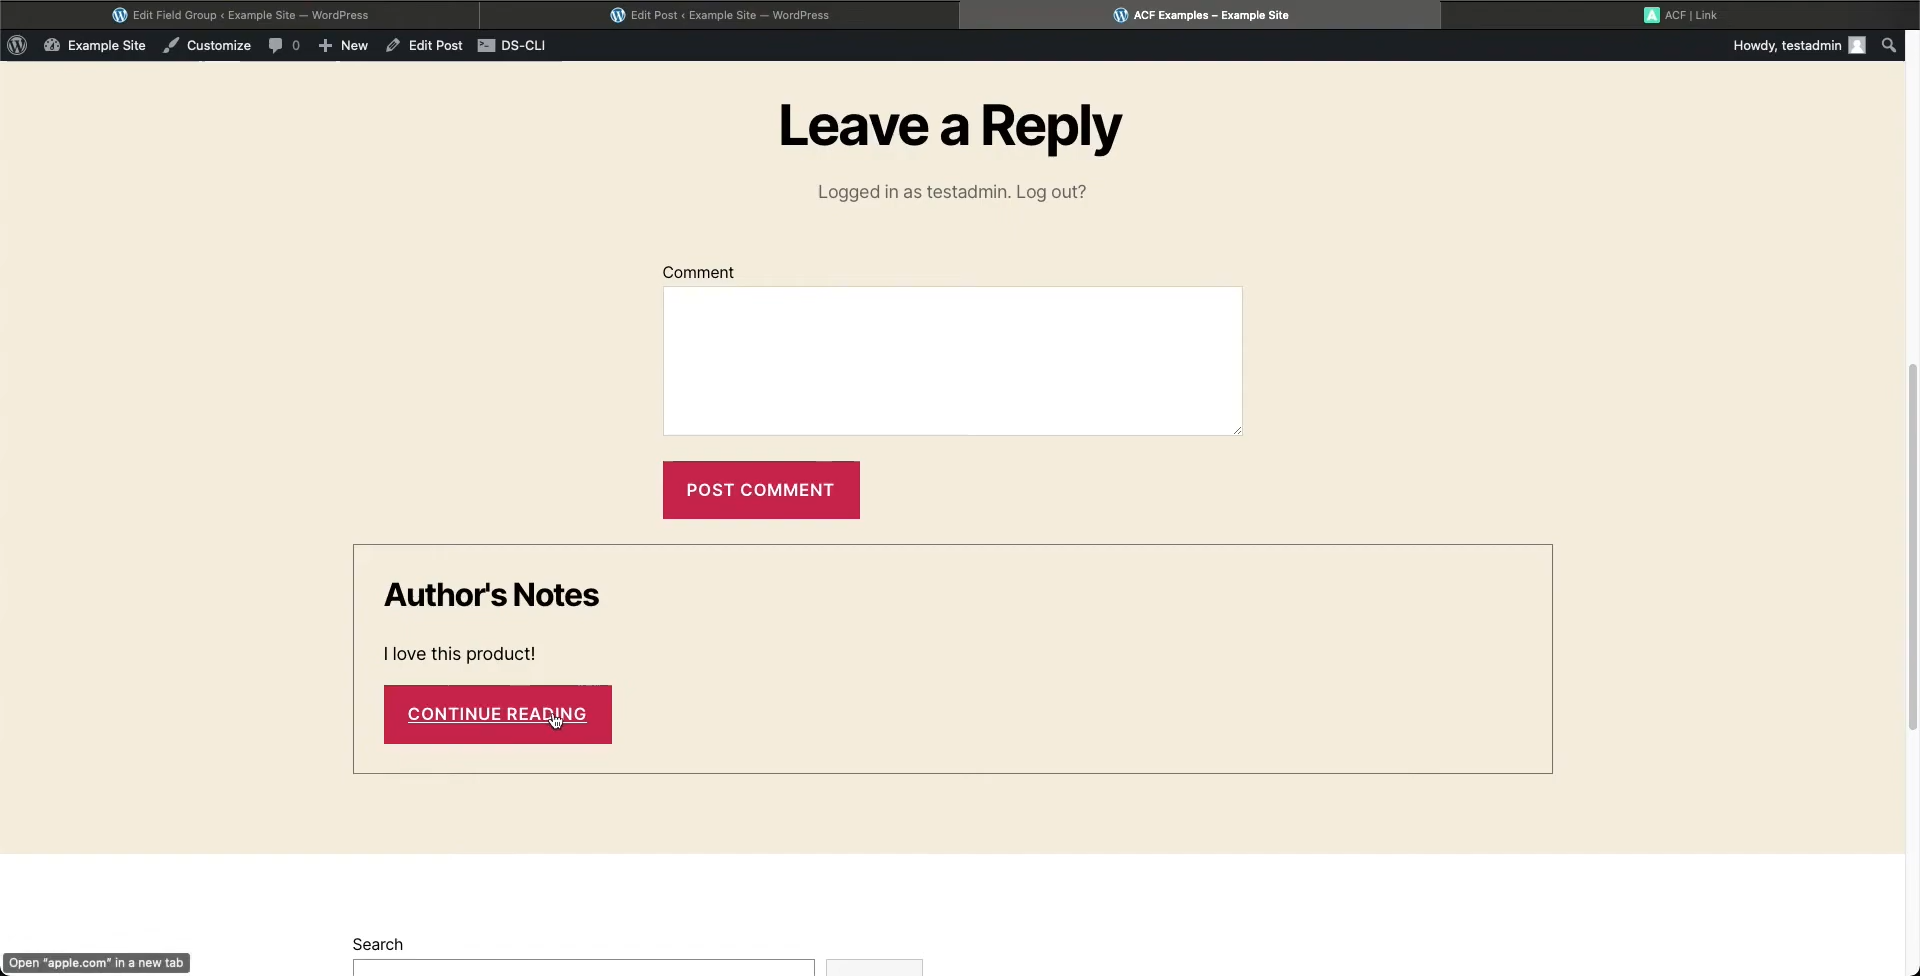 Edit Field Group ‹ Example Site — WordPress
Edit Post ‹ Example Site — WordPress
ACF Examples – Example Site
ACF | Link
Example Site
Customize
0
New
Edit Post
DS-CLI
Howdy, testadmin
Leave a Reply
Logged in as testadmin. Log out?
Comment
POST COMMENT
Author's Notes
I love this product!
CONTINUE READING
Search
Open “apple.com” in a new tab